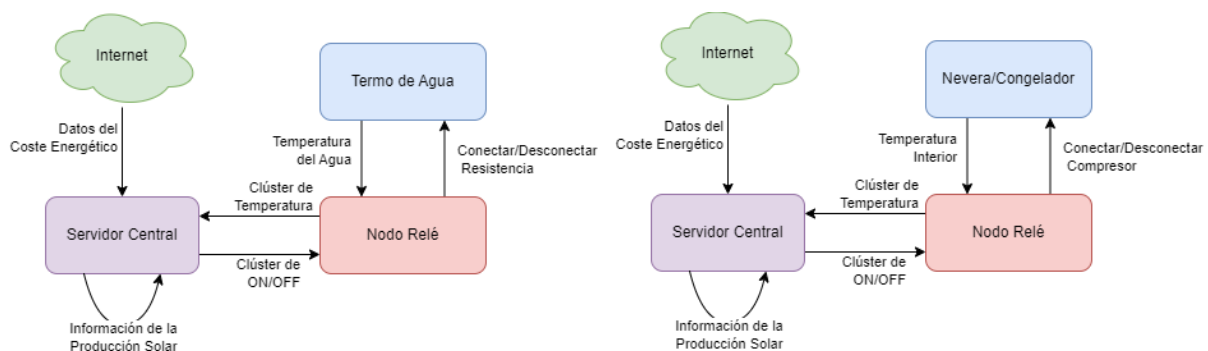 Internet
Termo de Agua
Datos del
Coste Energético
Temperatura
del Agua
Conectar/Desconectar
Resistencia
Clúster de
Temperatura
Servidor Central
Nodo Relé
Clúster de
ON/OFF
Información de la
Producción Solar
Internet
Nevera/Congelador
Datos del
Coste Energético
Temperatura
Interior
Conectar/Desconectar
Compresor
Clúster de
Temperatura
Servidor Central
Nodo Relé
Clúster de
ON/OFF
Información de la
Producción Solar